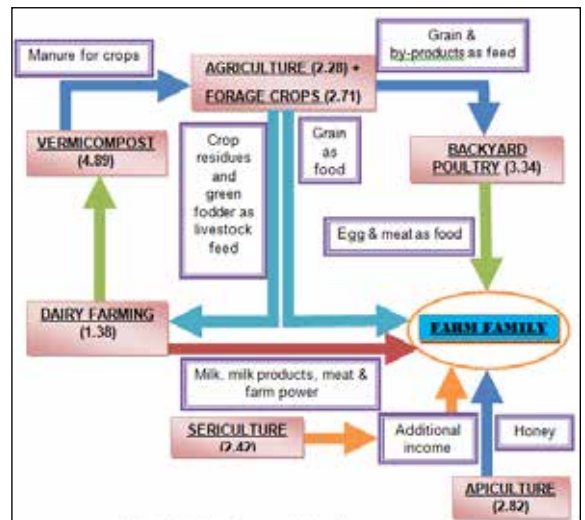 Manure for crops
AGRICULTURE (2.28) +
FORAGE CROPS (2.71)
Grain &
by-products as feed
VERMICOMPOST
(4.89)
Crop
residues
and
green
fodder as
livestock
feed
Grain
as
food
BACKYARD
POULTRY (3.34)
Egg & meat as food
DAIRY FARMING
(1.38)
FARM FAMILY
Milk, milk products, meat &
farm power
SERICULTURE
(2.42)
Additional
income
Honey
APICULTURE
(2.82)